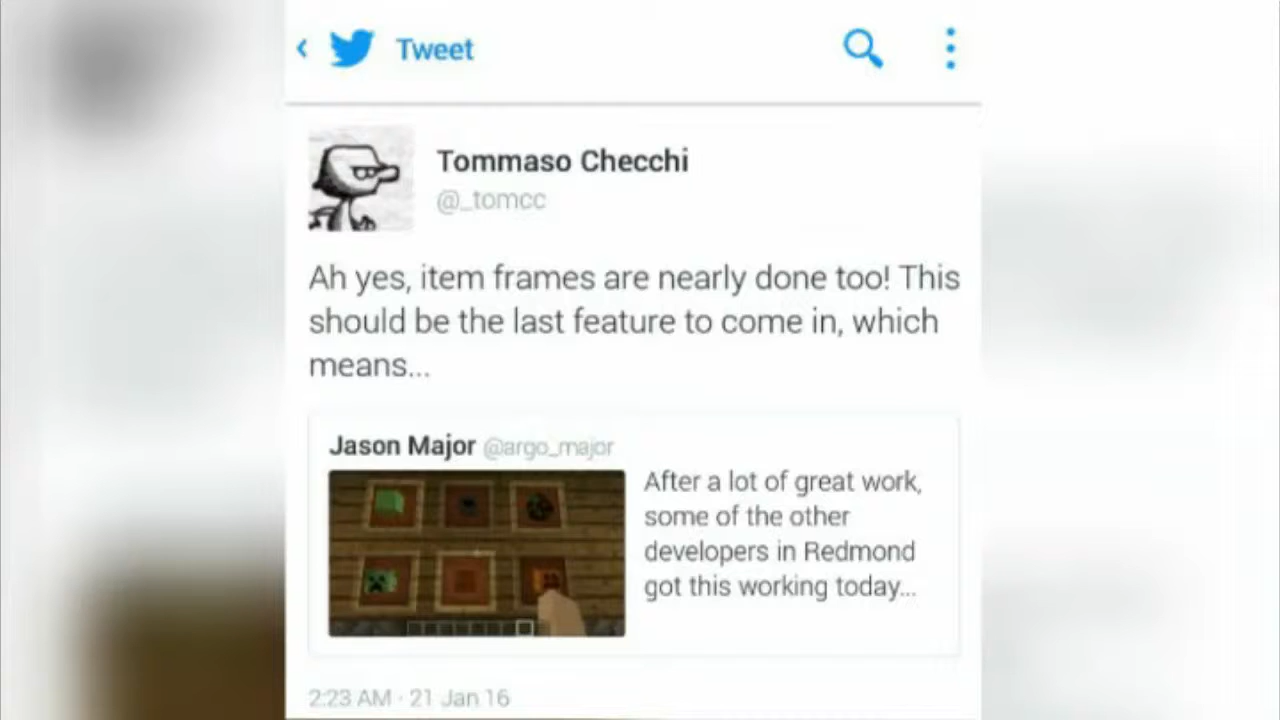 Tweet
Tommaso Checchi
@_tomcc
Ah yes, item frames are nearly done too! This
should be the last feature to come in, which
means...
Jason Major @argo_major
After a lot of great work,
some of the other
developers in Redmond
got this working today...
2:23 AM · 21 Jan 16